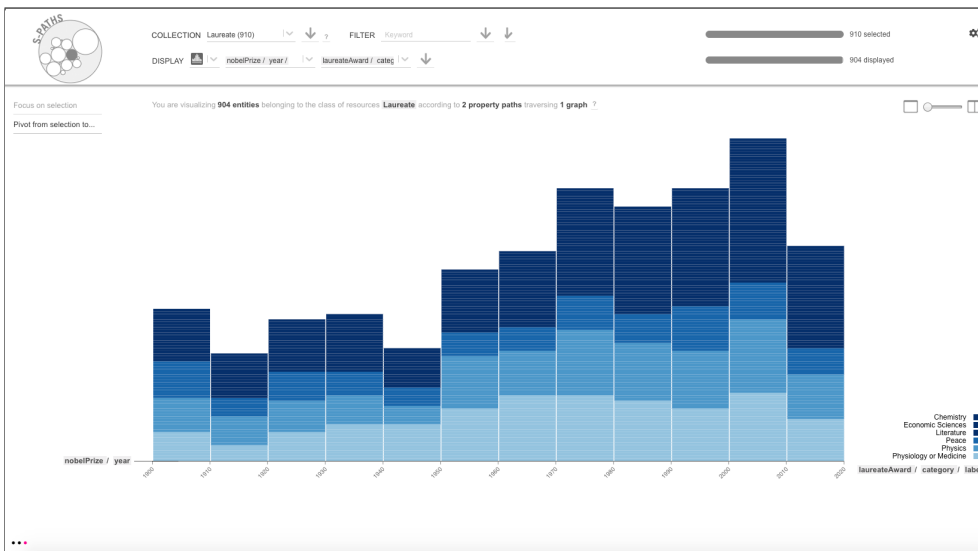 S-PATHS
COLLECTION Laureate (910) ? FILTER Keyword
910 selected
DISPLAY nobelPrize / year / laureateAward / categ
904 displayed
Focus on selection
You are visualizing 904 entities belonging to the class of resources Laureate according to 2 property paths traversing 1 graph ?
Pivot from selection to...
Chemistry
Economic Sciences
Literature
Peace
Physics
Physiology or Medicine
nobelPrize / year
1900 1910 1920 1930 1940 1950 1960 1970 1980 1990 2000 2010 2020
laureateAward / category / labe